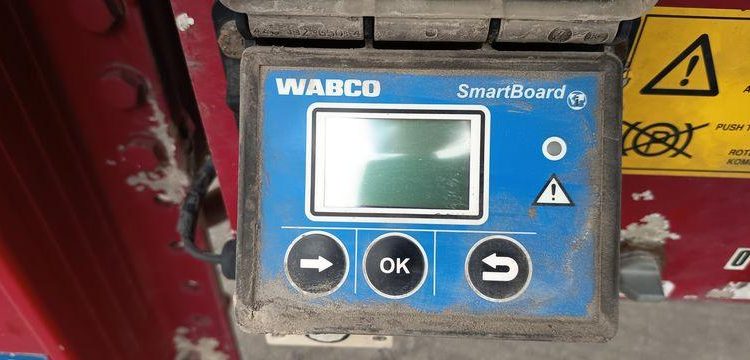 WABCO
SmartBoard
PUSH T
ROT
KOM
OK